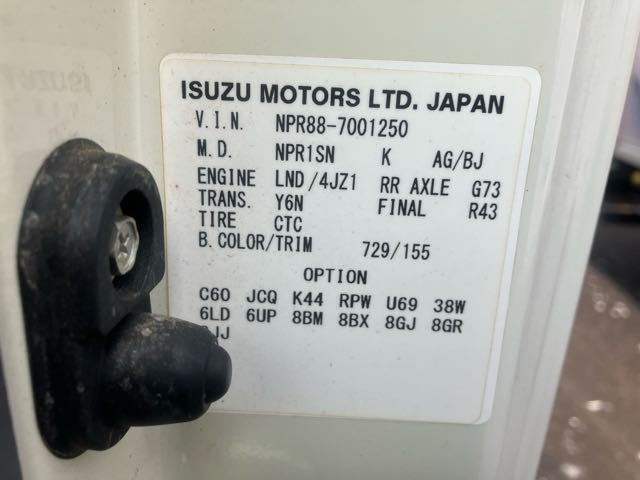 ISUZU MOTORS LTD. JAPAN
V.I.N. NPR88-7001250
M.D. NPR1SN K AG/BJ
ENGINE LND/4JZ1 RR AXLE G73
TRANS. Y6N FINAL R43
TIRE CTC
B.COLOR/TRIM 729/155
OPTION
C60 JCQ K44 RPW U69 38W
6LD 6UP 8BM 8BX 8GJ 8GR